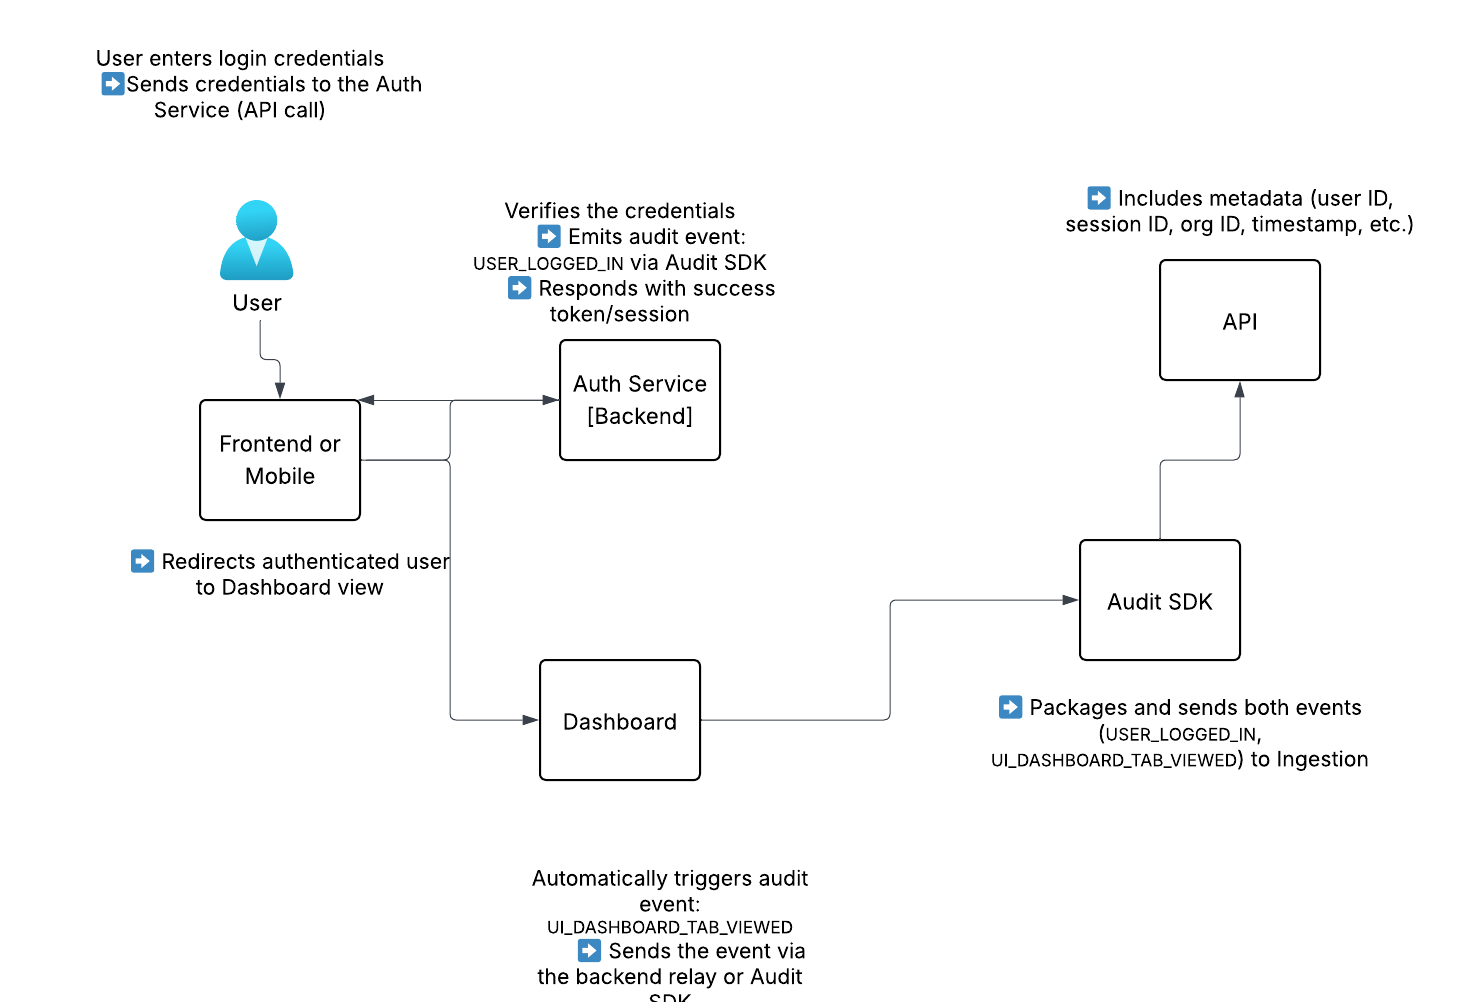 User enters login credentials
➡Sends credentials to the Auth
Service (API call)
User
Verifies the credentials
➡ Emits audit event:
USER_LOGGED_IN via Audit SDK
➡ Responds with success
token/session
➡ Includes metadata (user ID,
session ID, org ID, timestamp, etc.)
API
Auth Service
[Backend]
Frontend or
Mobile
➡ Redirects authenticated user
to Dashboard view
Audit SDK
Dashboard
➡ Packages and sends both events
(USER_LOGGED_IN,
UI_DASHBOARD_TAB_VIEWED) to Ingestion
Automatically triggers audit
event:
UI_DASHBOARD_TAB_VIEWED
➡ Sends the event via
the backend relay or Audit
SDK